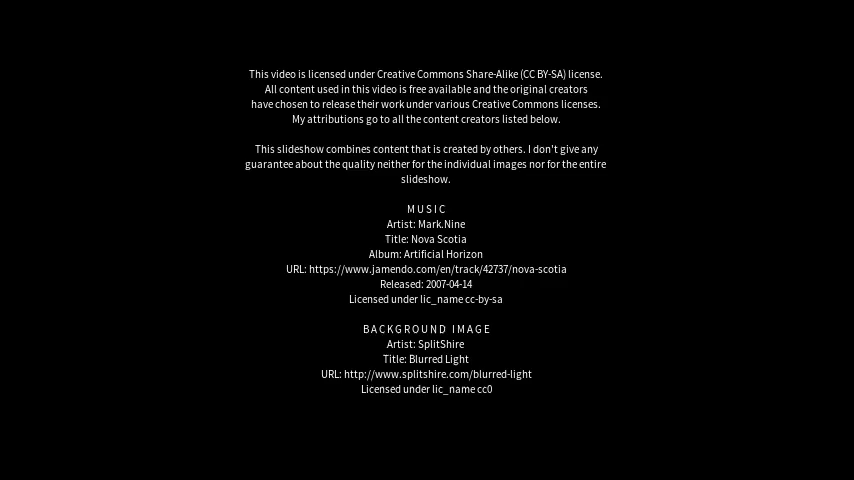 This video is licensed under Creative Commons Share-Alike (CC BY-SA) license.
All content used in this video is free available and the original creators
have chosen to release their work under various Creative Commons licenses.
My attributions go to all the content creators listed below.
This slideshow combines content that is created by others. I don't give any
guarantee about the quality neither for the individual images nor for the entire
slideshow.
MUSIC
Artist: Mark.Nine
Title: Nova Scotia
Album: Artificial Horizon
URL: https://www.jamendo.com/en/track/42737/nova-scotia
Released: 2007-04-14
Licensed under lic_name cc-by-sa
BACKGROUND IMAGE
Artist: SplitShire
Title: Blurred Light
URL: http://www.splitshire.com/blurred-light
Licensed under lic_name cc0